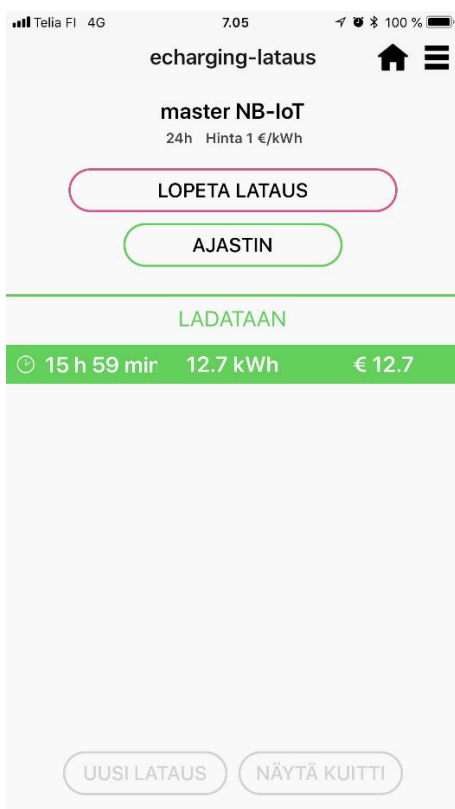 Telia FI 4G 7.05 100 %
echarging-lataus
master NB-IoT
24h Hinta 1 €/kWh
LOPETA LATAUS
AJASTIN
LADATAAN
15 h 59 min 12.7 kWh € 12.7
UUSI LATAUS NÄYTÄ KUITTI